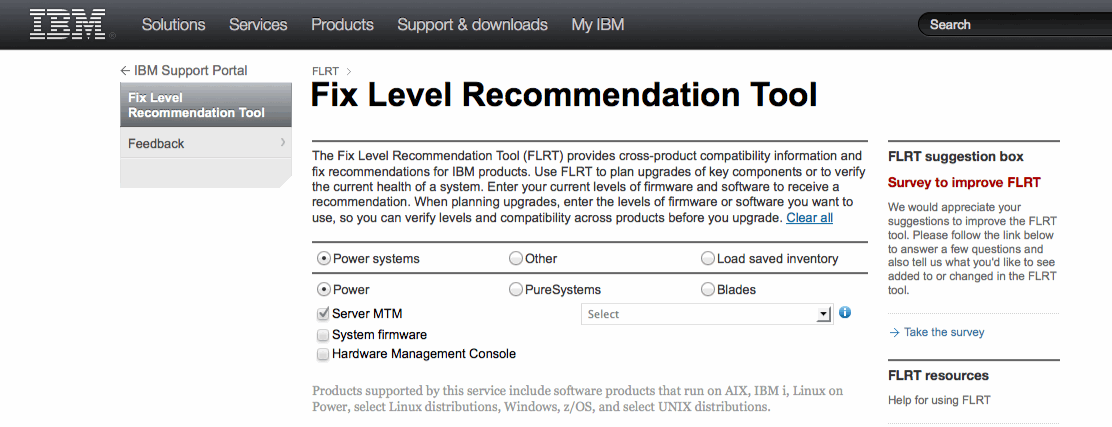 IBM
Solutions
Services
Products
Support & downloads
My IBM
Search
IBM Support Portal
Fix Level
Recommendation Tool
Feedback
FLRT
Fix Level Recommendation Tool
The Fix Level Recommendation Tool (FLRT) provides cross-product compatibility information and
fix recommendations for IBM products. Use FLRT to plan upgrades of key components or to verify
the current health of a system. Enter your current levels of firmware and software to receive a
recommendation. When planning upgrades, enter the levels of firmware or software you want to
use, so you can verify levels and compatibility across products before you upgrade. Clear all
Power systems
Other
Load saved inventory
Power
PureSystems
Blades
Server MTM
Select
System firmware
Hardware Management Console
Products supported by this service include software products that run on AIX, IBM i, Linux on
Power, select Linux distributions, Windows, z/OS, and select UNIX distributions.
FLRT suggestion box
Survey to improve FLRT
We would appreciate your
suggestions to improve the FLRT
tool. Please follow the link below
to answer a few questions and
also tell us what you'd like to see
added to or changed in the FLRT
tool.
Take the survey
FLRT resources
Help for using FLRT